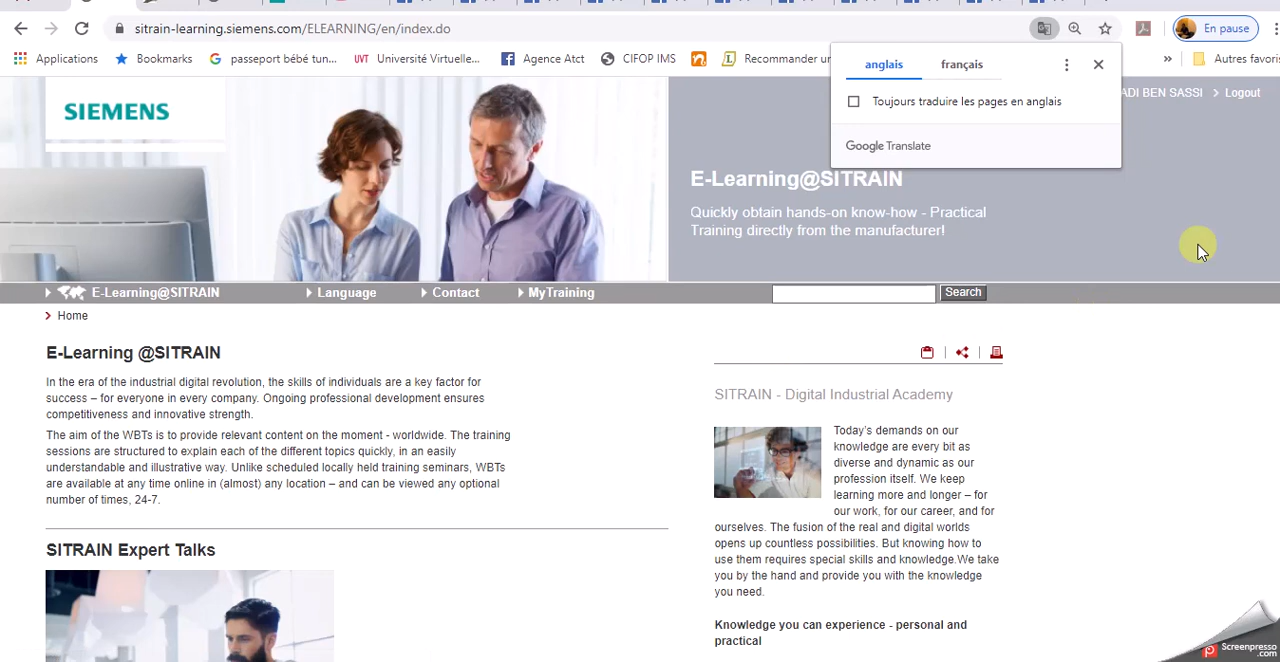 sitrain-learning.siemens.com/ELEARNING/en/index.do
En pause
Applications
Bookmarks
passeport bébé tun...
UVT Université Virtuelle...
Agence Atct
CIFOP IMS
Recommander un
»
Autres favoris
anglais
français
Toujours traduire les pages en anglais
Google Translate
ADI BEN SASSI
Logout
SIEMENS
E-Learning@SITRAIN
Quickly obtain hands-on know-how - Practical
Training directly from the manufacturer!
E-Learning@SITRAIN
Language
Contact
MyTraining
Search
Home
E-Learning @SITRAIN
In the era of the industrial digital revolution, the skills of individuals are a key factor for
success – for everyone in every company. Ongoing professional development ensures
competitiveness and innovative strength.
The aim of the WBTs is to provide relevant content on the moment - worldwide. The training
sessions are structured to explain each of the different topics quickly, in an easily
understandable and illustrative way. Unlike scheduled locally held training seminars, WBTs
are available at any time online in (almost) any location – and can be viewed any optional
number of times, 24-7.
SITRAIN Expert Talks
SITRAIN - Digital Industrial Academy
Today's demands on our
knowledge are every bit as
diverse and dynamic as our
profession itself. We keep
learning more and longer – for
our work, for our career, and for
ourselves. The fusion of the real and digital worlds
opens up countless possibilities. But knowing how to
use them requires special skills and knowledge.We take
you by the hand and provide you with the knowledge
you need.
Knowledge you can experience - personal and
practical
Screenpresso
.com